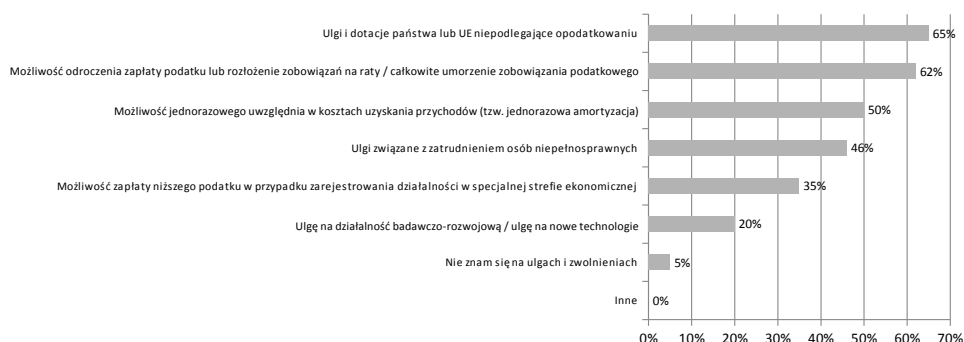 Ulgi i dotacje państwa lub UE niepodlegające opodatkowaniu 65%
Możliwość odroczenia zapłaty podatku lub rozłożenie zobowiązań na raty / całkowite umorzenie zobowiązania podatkowego 62%
Możliwość jednorazowego uwzględnia w kosztach uzyskania przychodów (tzw. jednorazowa amortyzacja) 50%
Ulgi związane z zatrudnieniem osób niepełnosprawnych 46%
Możliwość zapłaty niższego podatku w przypadku zarejestrowania działalności w specjalnej strefie ekonomicznej 35%
Ulgę na działalność badawczo-rozwojową / ulgę na nowe technologie 20%
Nie znam się na ulgach i zwolnieniach 5%
Inne 0%
0% 10% 20% 30% 40% 50% 60% 70%